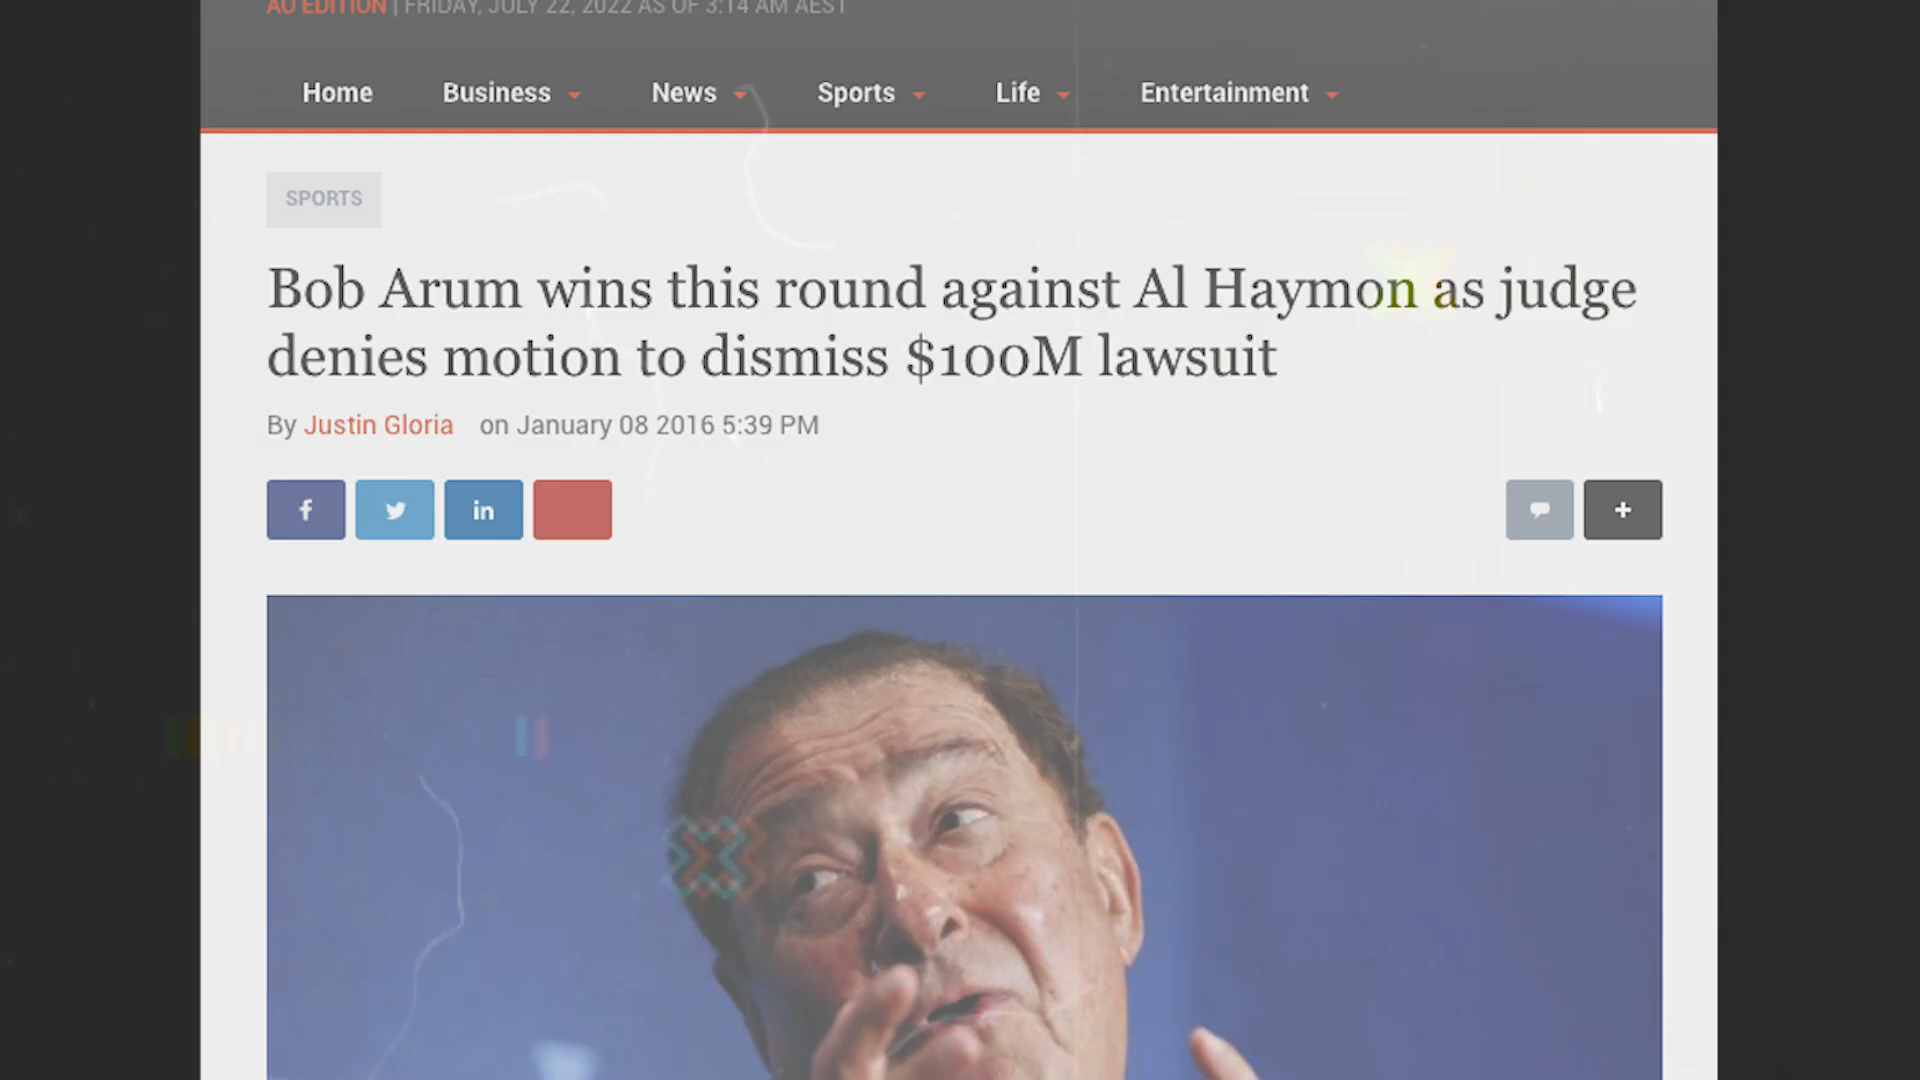 AU EDITION | FRIDAY, JULY 22, 2022 AS OF 3:14 AM AEST
Home Business News Sports Life Entertainment
SPORTS
Bob Arum wins this round against Al Haymon as judge
denies motion to dismiss $100M lawsuit
By Justin Gloria on January 08 2016 5:39 PM
f in +